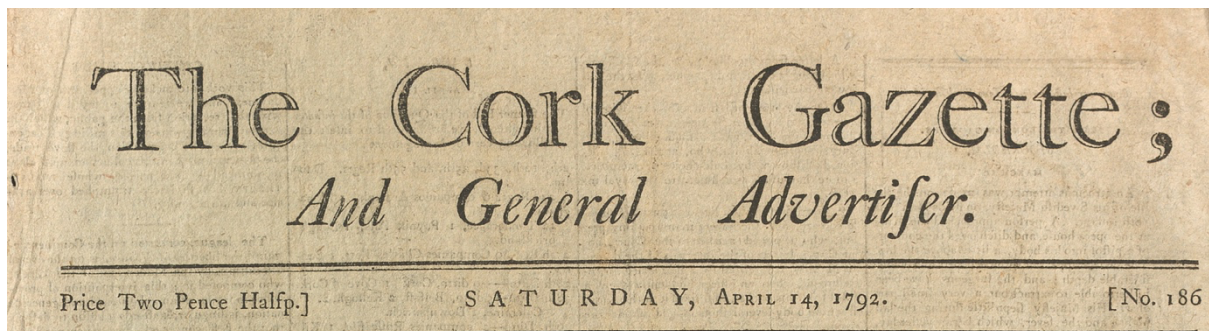 The Cork Gazette;
And General Advertiſer.
Price Two Pence Halfp.] SATURDAY, APRIL 14, 1792. [No. 186